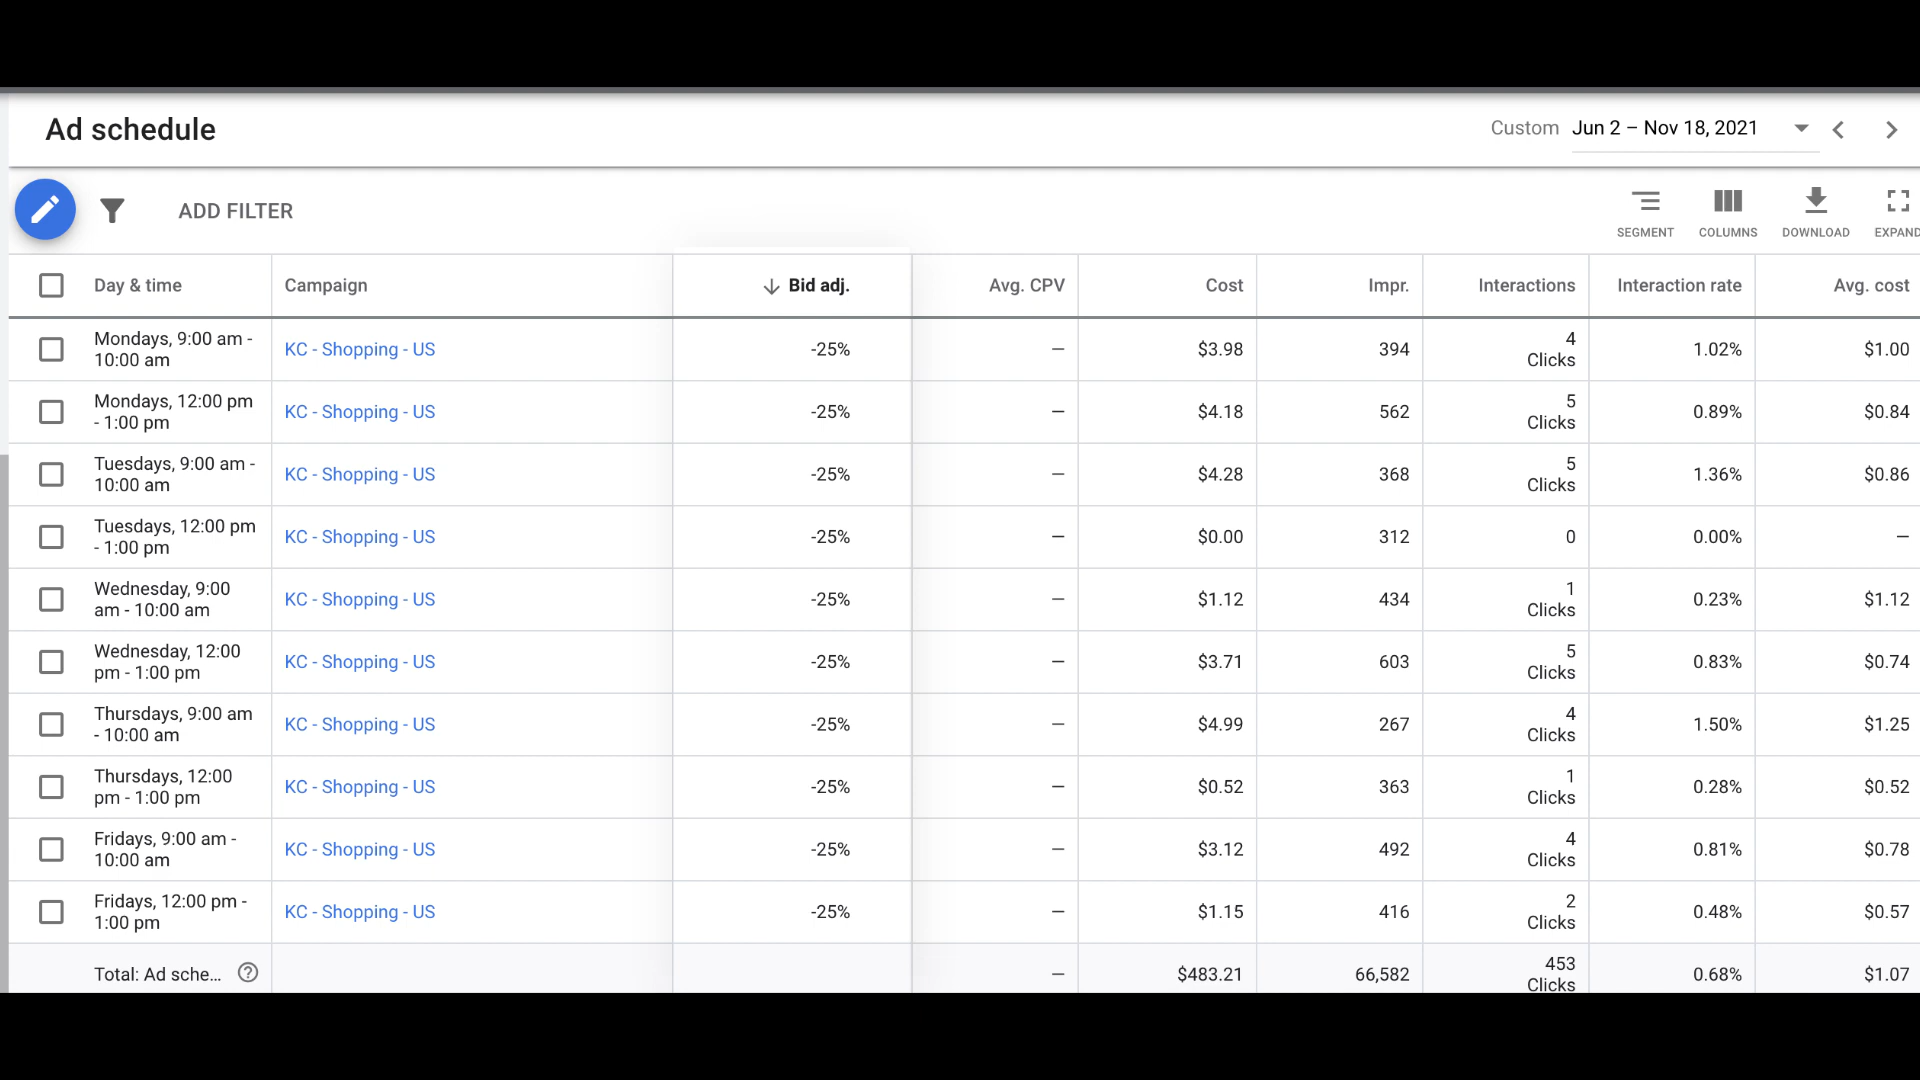 Ad schedule
Custom Jun 2 – Nov 18, 2021
ADD FILTER
SEGMENT COLUMNS DOWNLOAD EXPAND
Day & time Campaign Bid adj. Avg. CPV Cost Impr. Interactions Interaction rate Avg. cost
Mondays, 9:00 am - 4
10:00 am KC - Shopping - US -25% — $3.98 394 Clicks 1.02% $1.00
Mondays, 12:00 pm 5
- 1:00 pm KC - Shopping - US -25% — $4.18 562 Clicks 0.89% $0.84
Tuesdays, 9:00 am - 5
10:00 am KC - Shopping - US -25% — $4.28 368 Clicks 1.36% $0.86
Tuesdays, 12:00 pm
- 1:00 pm KC - Shopping - US -25% — $0.00 312 0 0.00% —
Wednesday, 9:00 1
am - 10:00 am KC - Shopping - US -25% — $1.12 434 Clicks 0.23% $1.12
Wednesday, 12:00 5
pm - 1:00 pm KC - Shopping - US -25% — $3.71 603 Clicks 0.83% $0.74
Thursdays, 9:00 am 4
- 10:00 am KC - Shopping - US -25% — $4.99 267 Clicks 1.50% $1.25
Thursdays, 12:00 1
pm - 1:00 pm KC - Shopping - US -25% — $0.52 363 Clicks 0.28% $0.52
Fridays, 9:00 am - 4
10:00 am KC - Shopping - US -25% — $3.12 492 Clicks 0.81% $0.78
Fridays, 12:00 pm - 2
1:00 pm KC - Shopping - US -25% — $1.15 416 Clicks 0.48% $0.57
Total: Ad sche... — $483.21 66,582 453 0.68% $1.07
Clicks